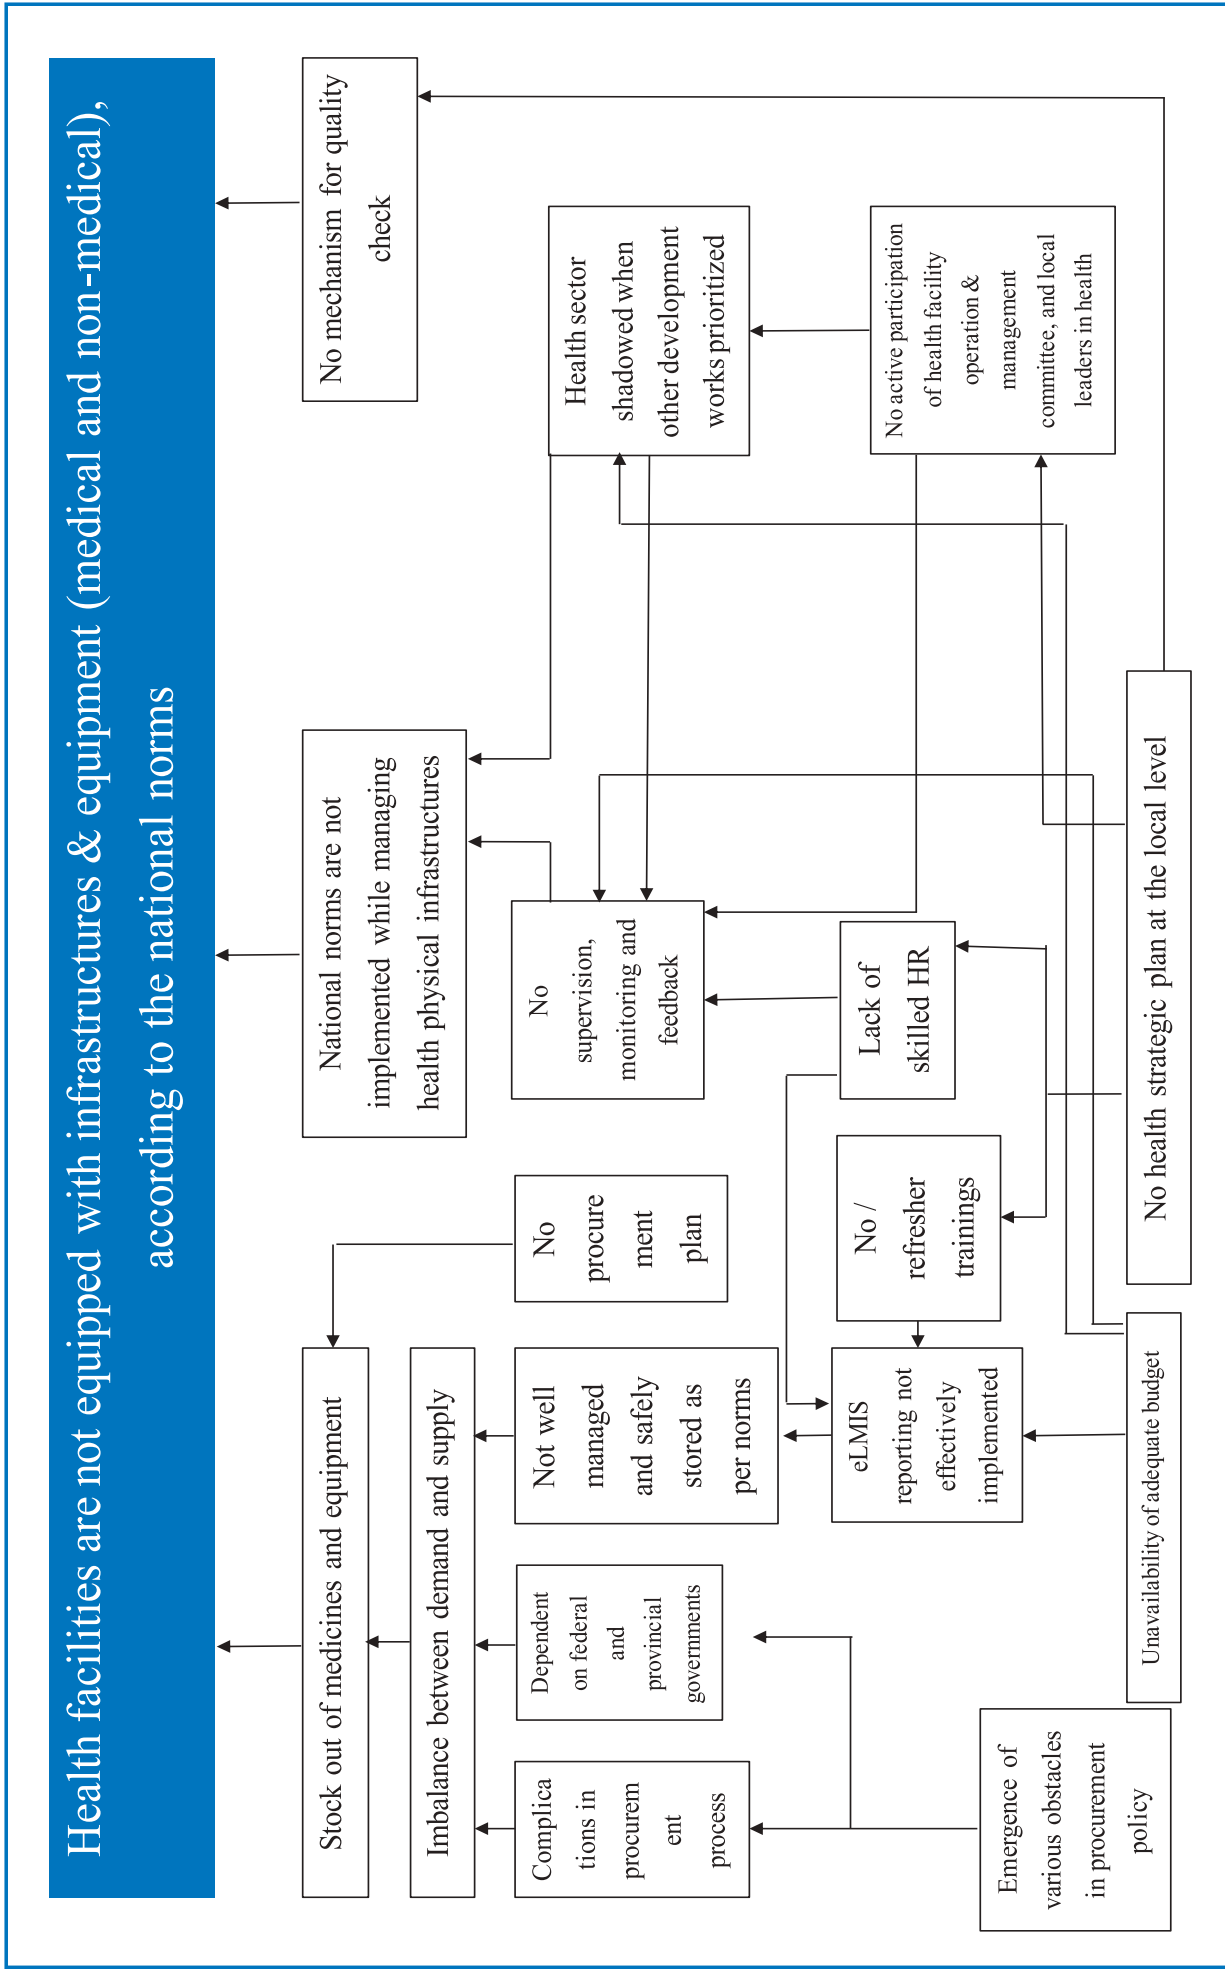 Health facilities are not equipped with infrastructures & equipment (medical and non-medical),
according to the national norms
Stock out of medicines and equipment
National norms are not
implemented while managing
health physical infrastructures
No mechanism for quality
check
Imbalance between demand and supply
Complica
tions in
procurem
ent
process
Dependent
on federal
and
provincial
governments
Not well
managed
and safely
stored as
per norms
No
procure
ment
plan
No
supervision,
monitoring and
feedback
Health sector
shadowed when
other development
works prioritized
eLMIS
reporting not
effectively
implemented
No /
refresher
trainings
Lack of
skilled HR
No active participation
of health facility
operation &
management
committee, and local
leaders in health
Emergence of
various obstacles
in procurement
policy
Unavailability of adequate budget
No health strategic plan at the local level